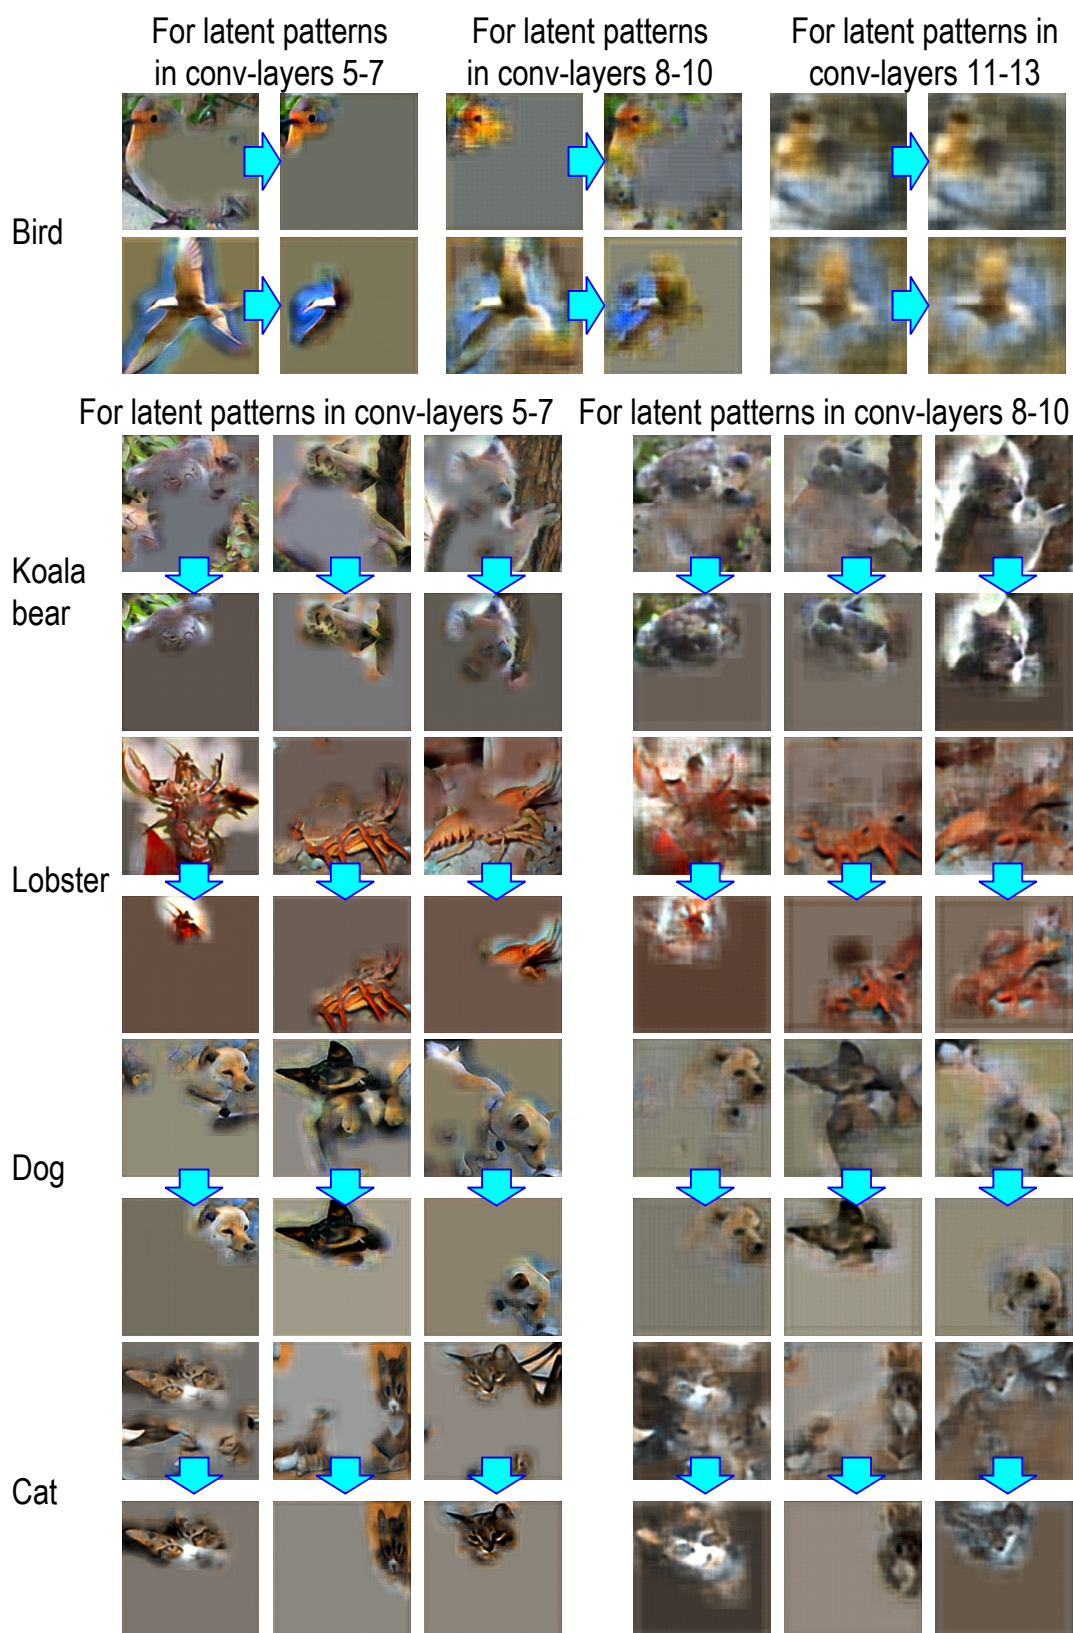 For latent patterns
in conv-layers 5-7
For latent patterns
in conv-layers 8-10
For latent patterns in
conv-layers 11-13
Bird
For latent patterns in conv-layers 5-7
For latent patterns in conv-layers 8-10
Koala
bear
Lobster
Dog
Cat